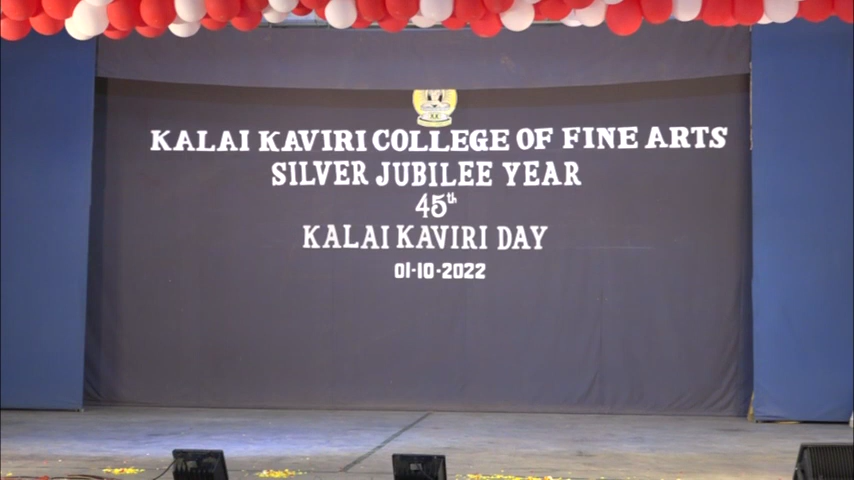 KALAI KAVIRI COLLEGE OF FINE ARTS
SILVER JUBILEE YEAR
45th
KALAI KAVIRI DAY
01-10-2022